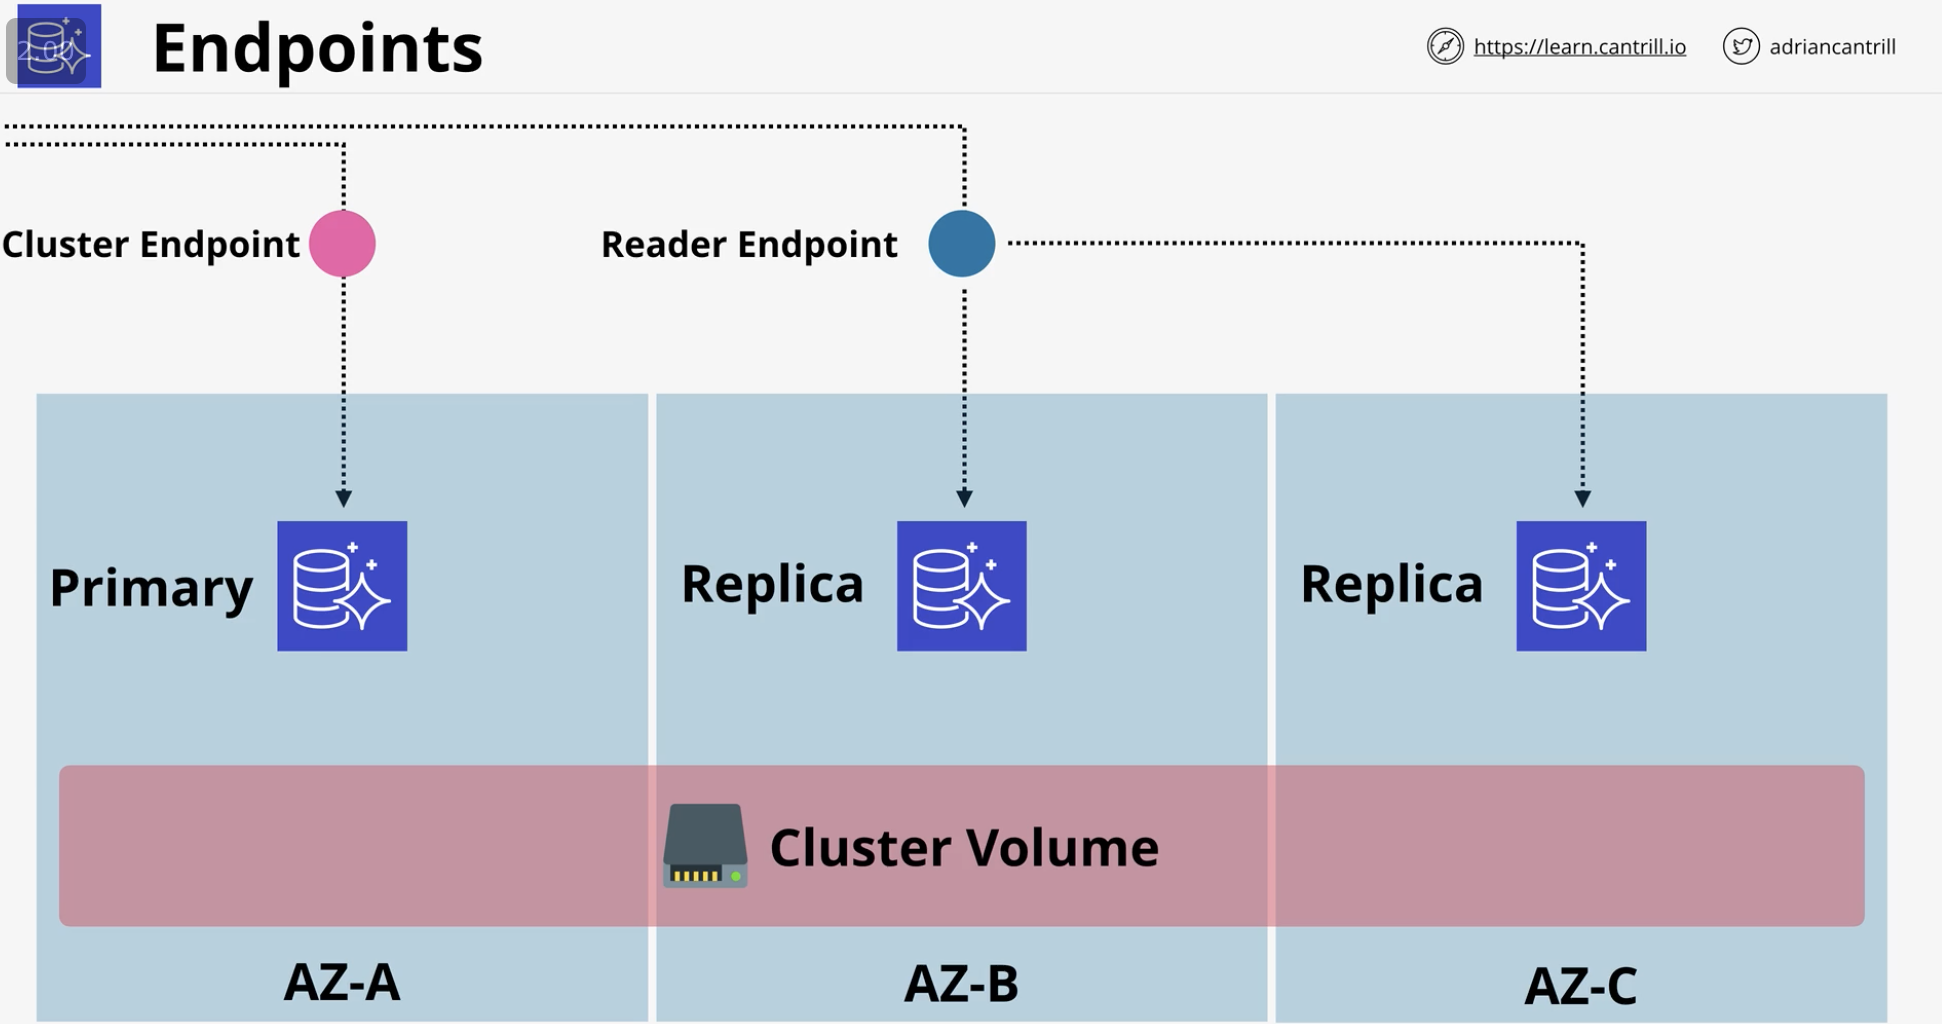 2.00
Endpoints
https://learn.cantrill.io
adriancantrill
Cluster Endpoint
Reader Endpoint
Primary
Replica
Replica
Cluster Volume
AZ-A
AZ-B
AZ-C